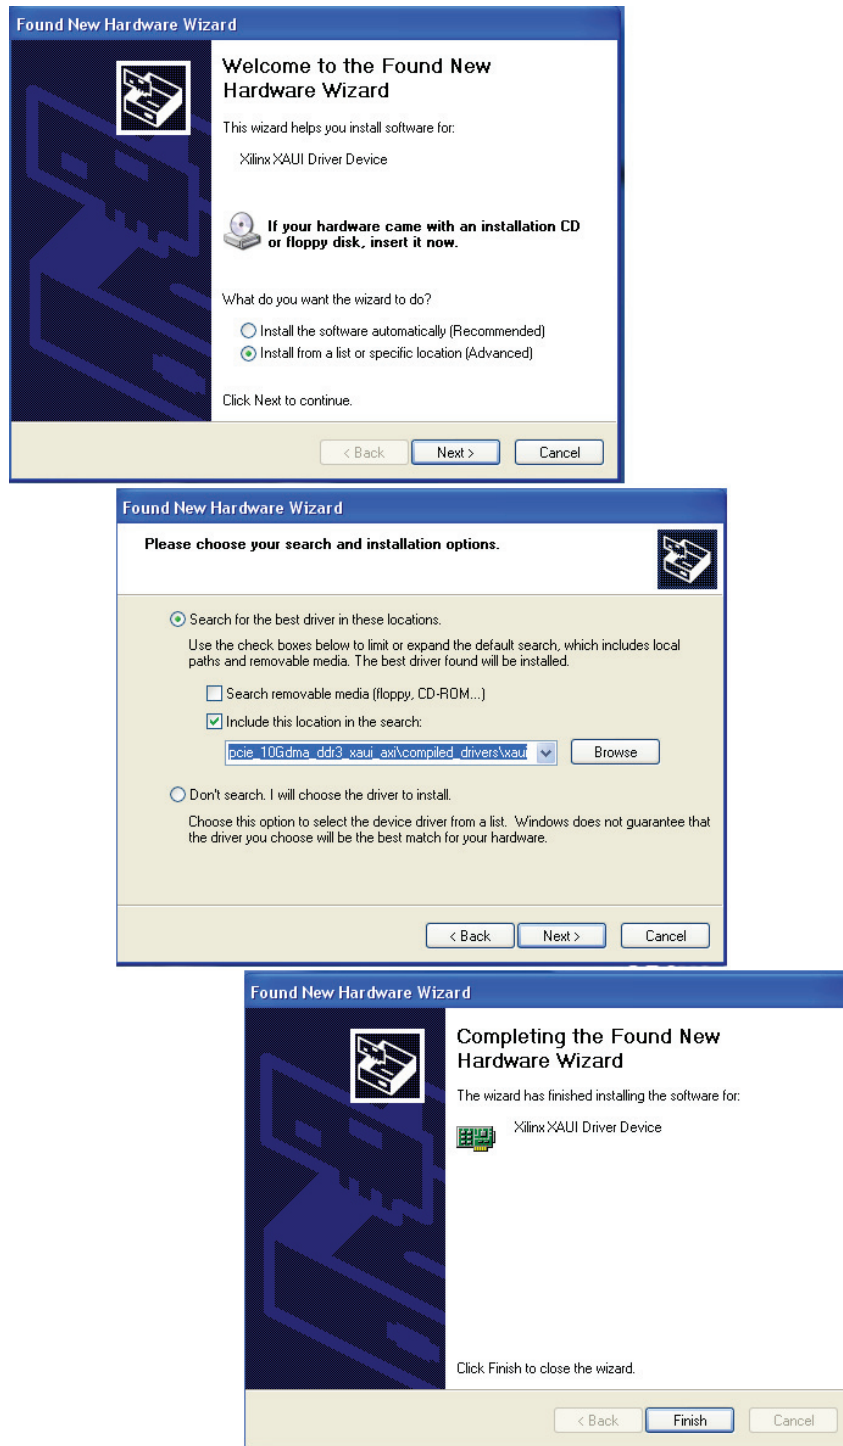 Found New Hardware Wizard
Welcome to the Found New
Hardware Wizard
This wizard helps you install software for:
Xilinx XAUI Driver Device
If your hardware came with an installation CD
or floppy disk, insert it now.
What do you want the wizard to do?
Install the software automatically (Recommended)
Install from a list or specific location (Advanced)
Click Next to continue.
< Back Next > Cancel
Found New Hardware Wizard
Please choose your search and installation options.
Search for the best driver in these locations.
Use the check boxes below to limit or expand the default search, which includes local
paths and removable media. The best driver found will be installed.
Search removable media (floppy, CD-ROM...)
Include this location in the search:
pcie_10Gdma_ddr3_xaui_axi\compiled_drivers\xaui Browse
Don't search. I will choose the driver to install.
Choose this option to select the device driver from a list. Windows does not guarantee that
the driver you choose will be the best match for your hardware.
< Back Next > Cancel
Found New Hardware Wizard
Completing the Found New
Hardware Wizard
The wizard has finished installing the software for:
Xilinx XAUI Driver Device
Click Finish to close the wizard.
< Back Finish Cancel